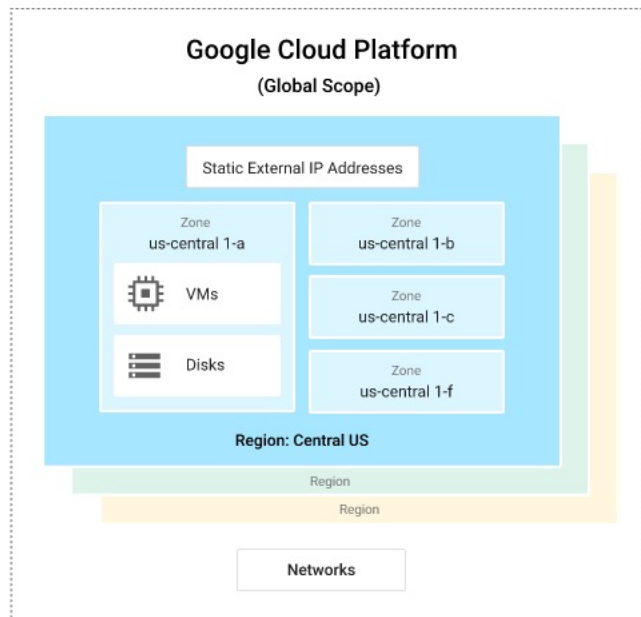 Google Cloud Platform
(Global Scope)
Static External IP Addresses
Zone
us-central 1-a
VMs
Disks
Zone
us-central 1-b
Zone
us-central 1-c
Zone
us-central 1-f
Region: Central US
Region
Region
Networks